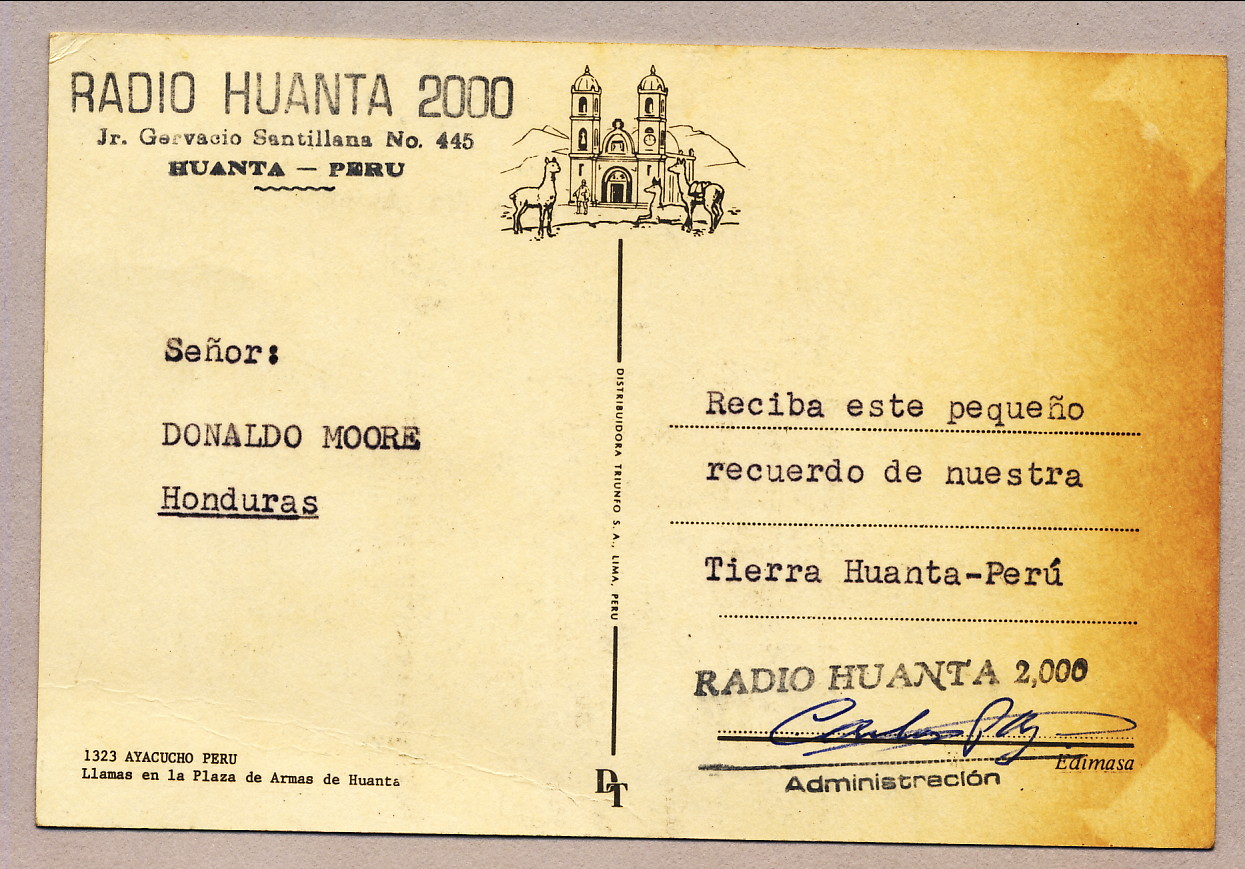 RADIO HUANTA 2000
Jr. Gervacio Santillana No. 445
HUANTA — PERU
Señor:
DONALDO MOORE
Honduras
1323 AYACUCHO PERU
Llamas en la Plaza de Armas de Huanta
DISTRIBUIDORA TRIUNFO S. A., LIMA, PERU
DT
Reciba este pequeño
recuerdo de nuestra
Tierra Huanta-Perú
RADIO HUANTA 2,000
Edimasa
Administración